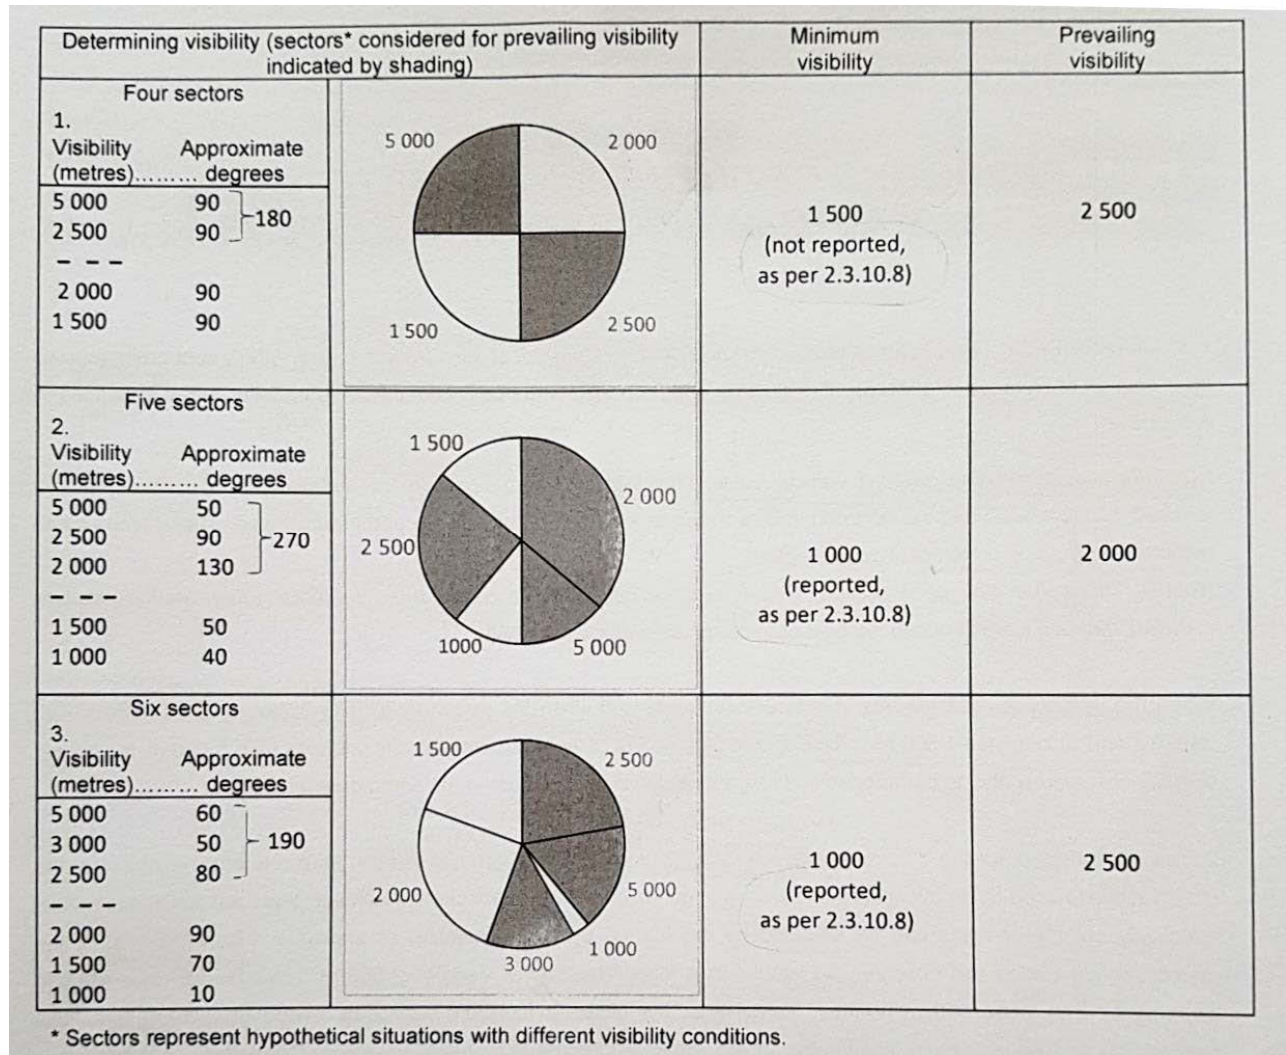 Determining visibility (sectors* considered for prevailing visibility
indicated by shading)
Minimum
visibility
Prevailing
visibility
Four sectors
1.
Visibility Approximate
(metres)......... degrees
5 000 90
2 500 90
180
2 000 90
1 500 90
5 000
2 000
1 500
2 500
1 500
(not reported,
as per 2.3.10.8)
2 500
Five sectors
2.
Visibility Approximate
(metres)......... degrees
5 000 50
2 500 90
270
2 000 130
1 500 50
1 000 40
1 500
2 000
2 500
1000
5 000
1 000
(reported,
as per 2.3.10.8)
2 000
Six sectors
3.
Visibility Approximate
(metres)......... degrees
5 000 60
3 000 50
190
2 500 80
2 000 90
1 500 70
1 000 10
1 500
2 500
2 000
5 000
1 000
3 000
1 000
(reported,
as per 2.3.10.8)
2 500
* Sectors represent hypothetical situations with different visibility conditions.